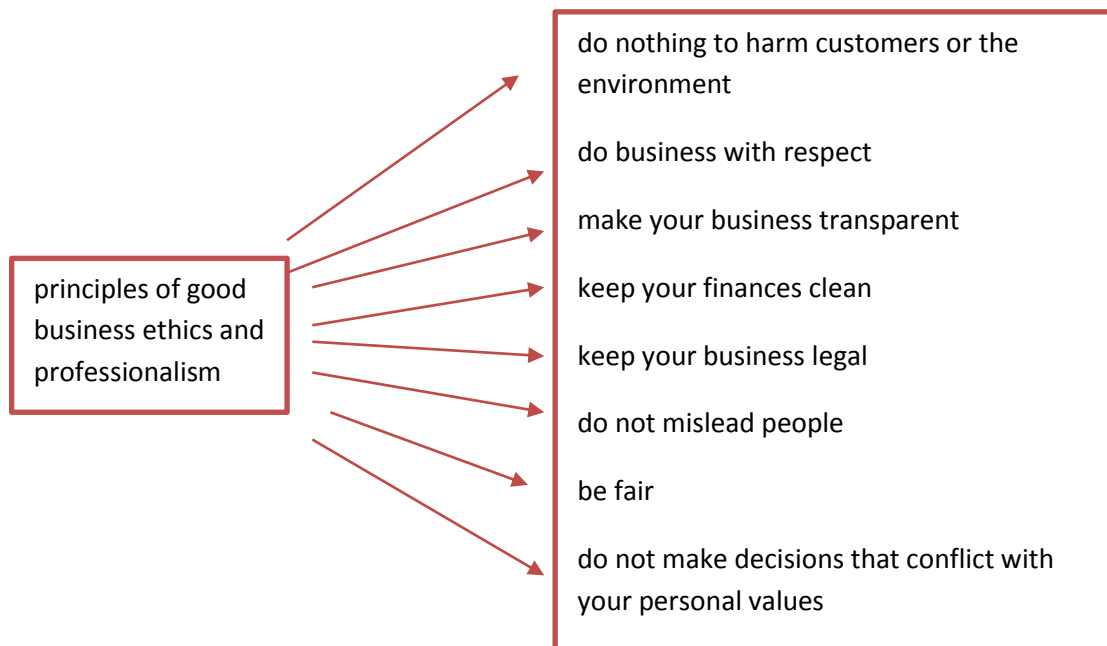 principles of good
business ethics and
professionalism
do nothing to harm customers or the
environment
do business with respect
make your business transparent
keep your finances clean
keep your business legal
do not mislead people
be fair
do not make decisions that conflict with
your personal values